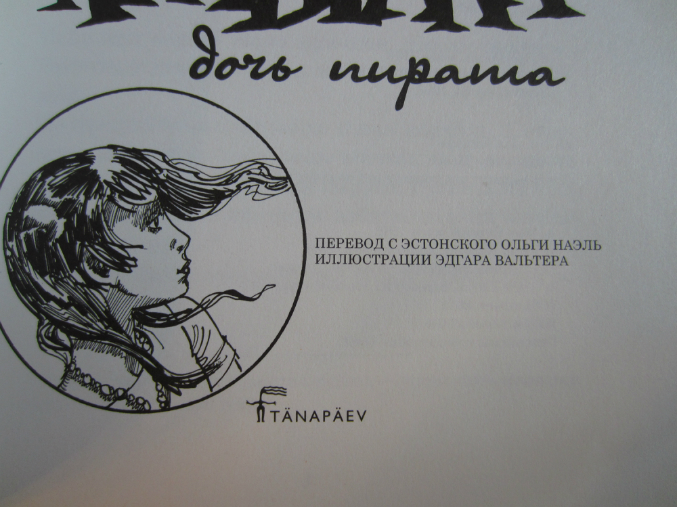 дочь пирата
ПЕРЕВОД С ЭСТОНСКОГО ОЛЬГИ НАЭЛЬ
ИЛЛЮСТРАЦИИ ЭДГАРА ВАЛЬТЕРА
TÄNAPÄEV